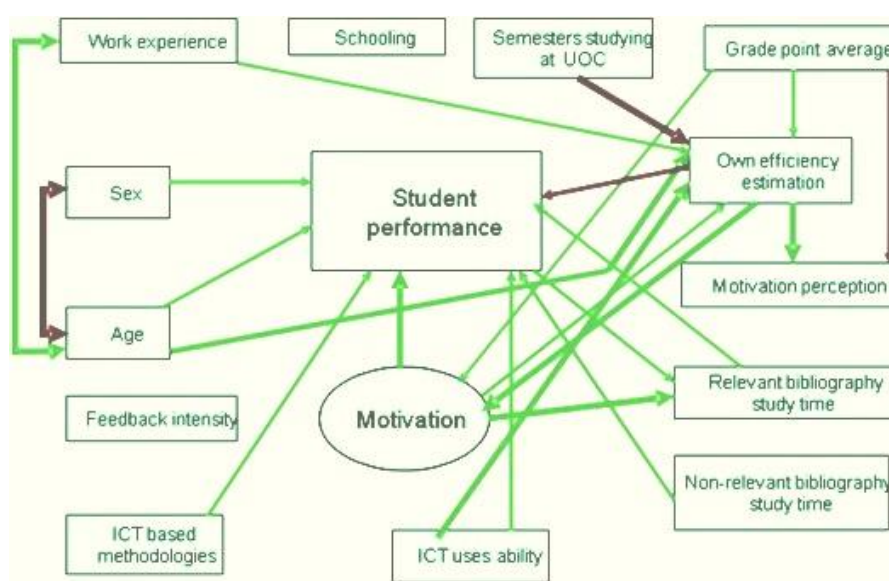 Work experience
Schooling
Semesters studying
at UOC
Grade point average
Sex
Student
performance
Own efficiency
estimation
Age
Motivation perception
Feedback intensity
Motivation
Relevant bibliography
study time
Non-relevant bibliography
study time
ICT based
methodologies
ICT uses ability